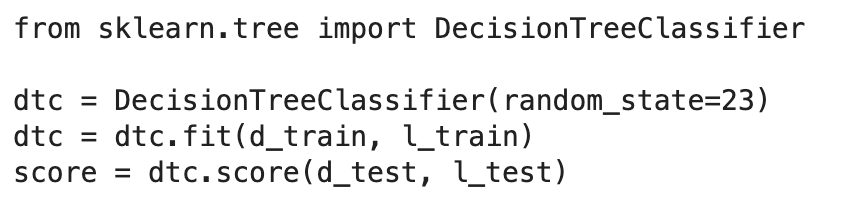 from sklearn.tree import DecisionTreeClassifier
dtc = DecisionTreeClassifier(random_state=23)
dtc = dtc.fit(d_train, l_train)
score = dtc.score(d_test, l_test)